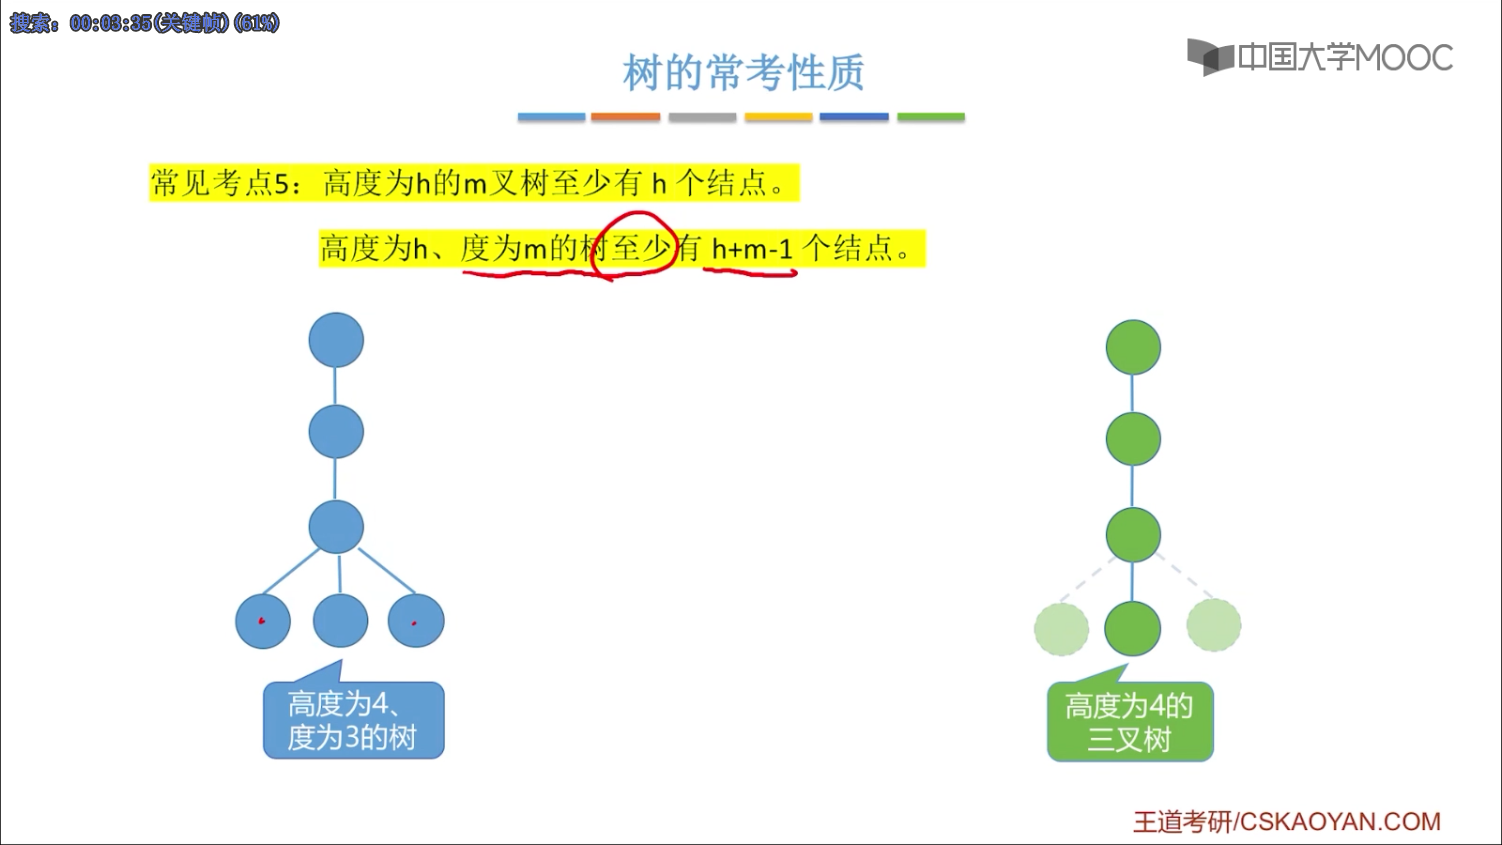 搜索：00:03:35(关键帧)(61%)
中国大学MOOC
树的常考性质
常见考点5：高度为h的m叉树至少有 h 个结点。
高度为h、度为m的树至少有 h+m-1 个结点。
高度为4、
度为3的树
高度为4的
三叉树
王道考研/CSKAOYAN.COM